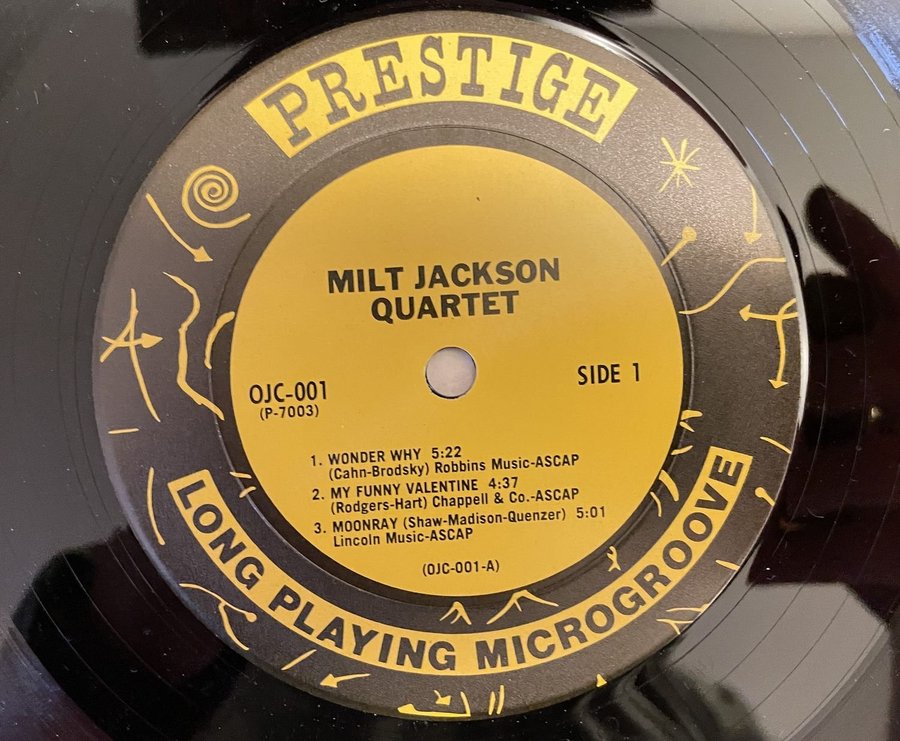 PRESTIGE
MILT JACKSON
QUARTET
OJC-001
(P-7003)
SIDE 1
1. WONDER WHY 5:22
(Cahn-Brodsky) Robbins Music-ASCAP
2. MY FUNNY VALENTINE 4:37
(Rodgers-Hart) Chappell & Co.-ASCAP
3. MOONRAY (Shaw-Madison-Quenzer) 5:01
Lincoln Music-ASCAP
(OJC-001-A)
LONG PLAYING MICROGROOVE